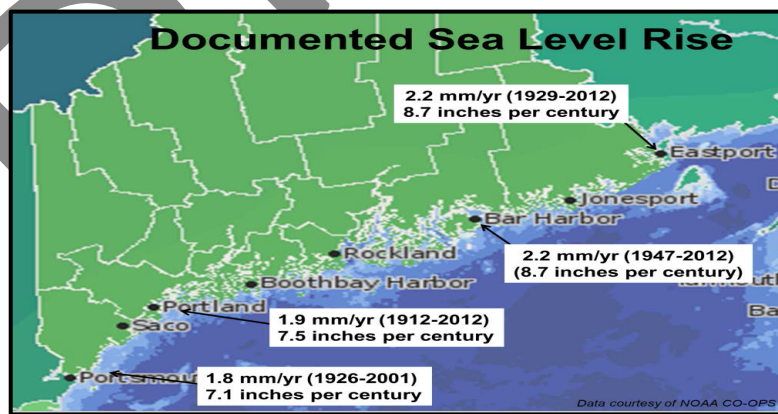 Documented Sea Level Rise
2.2 mm/yr (1929-2012)
8.7 inches per century
Eastport
Jonesport
Bar Harbor
2.2 mm/yr (1947-2012)
(8.7 inches per century)
Rockland
Boothbay Harbor
Portland
1.9 mm/yr (1912-2012)
7.5 inches per century
Saco
1.8 mm/yr (1926-2001)
7.1 inches per century
Data courtesy of NOAA CO-OPS